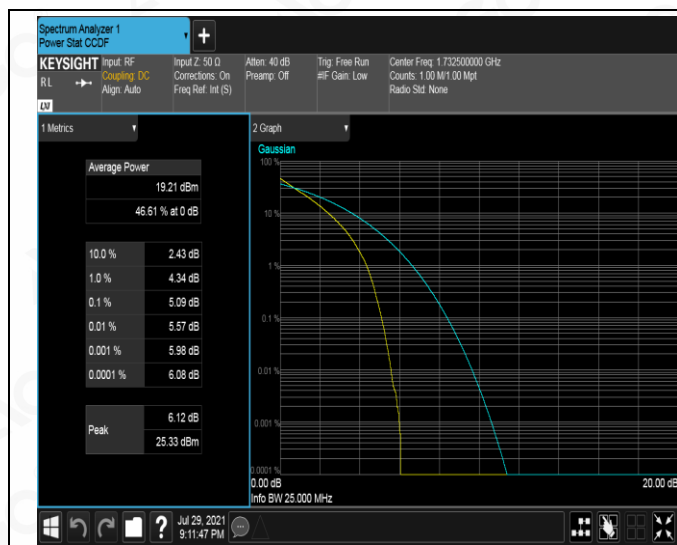 Spectrum Analyzer 1
Power Stat CCDF
+
KEYSIGHT
RL
LXI
Input: RF
Coupling: DC
Align: Auto
Input Z: 50 Ω
Corrections: On
Freq Ref: Int (S)
Atten: 40 dB
Preamp: Off
Trig: Free Run
#IF Gain: Low
Center Freq: 1.732500000 GHz
Counts: 1.00 M/1.00 Mpt
Radio Std: None
1 Metrics
Average Power
19.21 dBm
46.61 % at 0 dB
10.0 % 2.43 dB
1.0 % 4.34 dB
0.1 % 5.09 dB
0.01 % 5.57 dB
0.001 % 5.98 dB
0.0001 % 6.08 dB
Peak
6.12 dB
25.33 dBm
2 Graph
Gaussian
100 %
10 %
1 %
0.1 %
0.01 %
0.001 %
0.0001 %
0.00 dB 20.00 dB
Info BW 25.000 MHz
?
Jul 29, 2021
9:11:47 PM